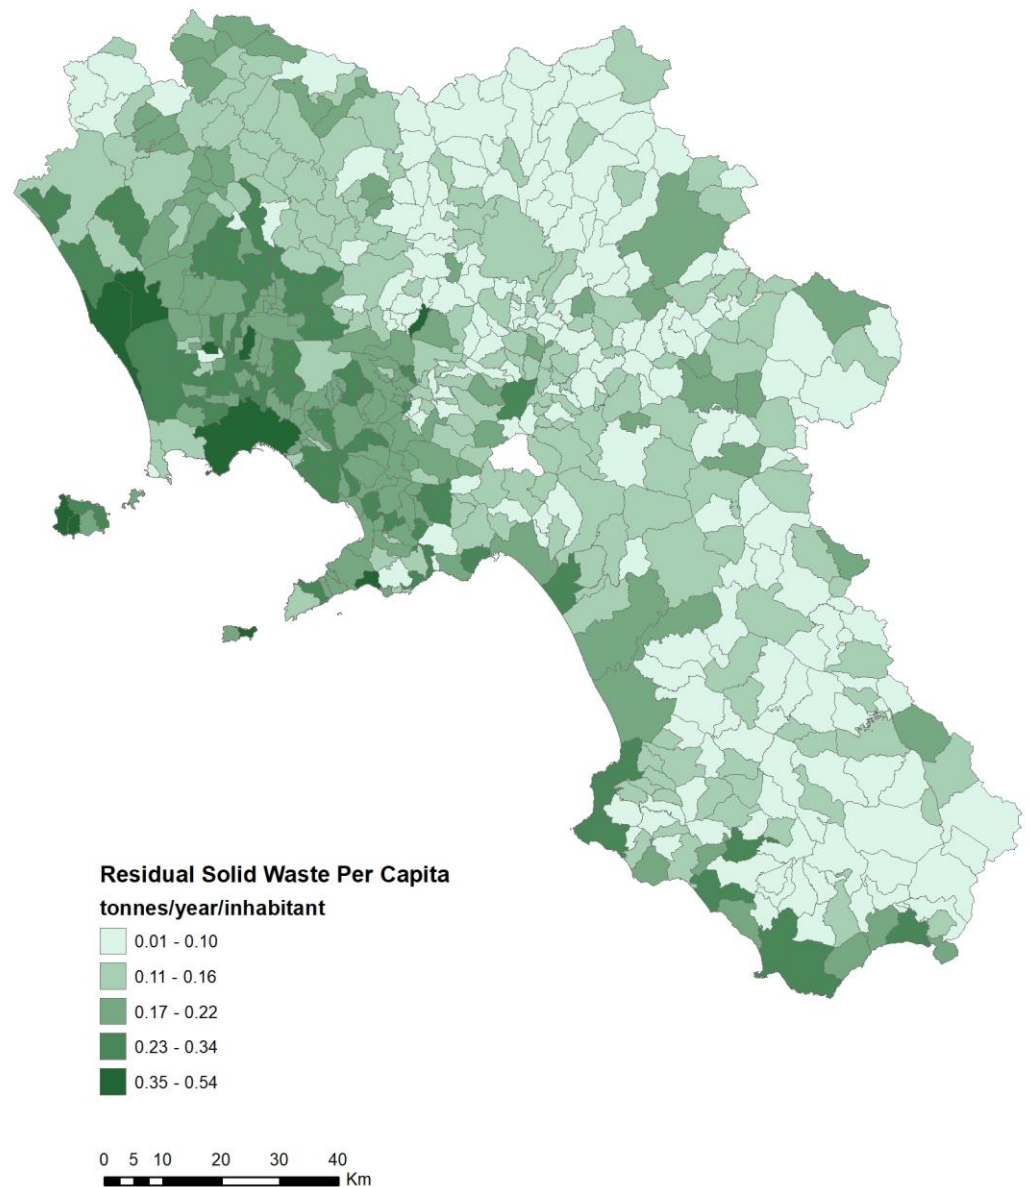 Residual Solid Waste Per Capita
tonnes/year/inhabitant
0.01 - 0.10
0.11 - 0.16
0.17 - 0.22
0.23 - 0.34
0.35 - 0.54
0 5 10 20 30 40
Km